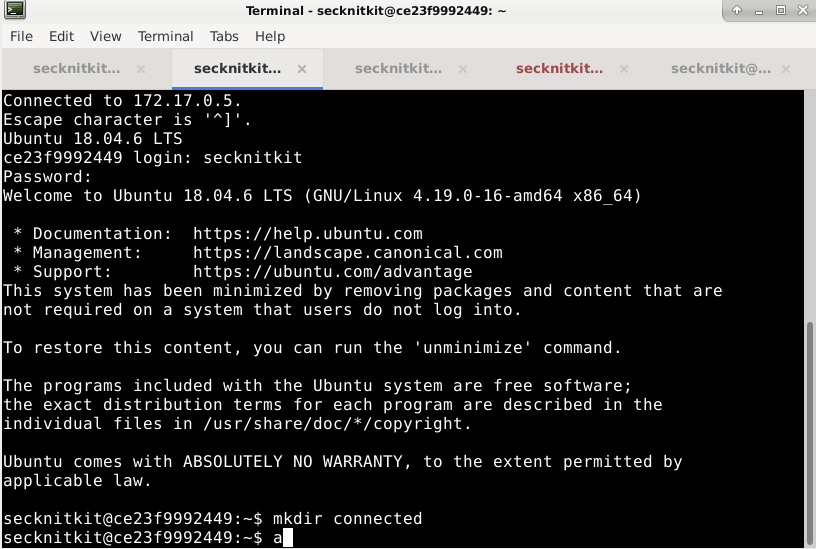 Terminal - secknitkit@ce23f9992449: ~
File Edit View Terminal Tabs Help
secknitkit... secknitkit... secknitkit... secknitkit... secknitkit@...
Connected to 172.17.0.5.
Escape character is '^]'.
Ubuntu 18.04.6 LTS
ce23f9992449 login: secknitkit
Password:
Welcome to Ubuntu 18.04.6 LTS (GNU/Linux 4.19.0-16-amd64 x86_64)
* Documentation: https://help.ubuntu.com
* Management: https://landscape.canonical.com
* Support: https://ubuntu.com/advantage
This system has been minimized by removing packages and content that are
not required on a system that users do not log into.
To restore this content, you can run the 'unminimize' command.
The programs included with the Ubuntu system are free software;
the exact distribution terms for each program are described in the
individual files in /usr/share/doc/*/copyright.
Ubuntu comes with ABSOLUTELY NO WARRANTY, to the extent permitted by
applicable law.
secknitkit@ce23f9992449:~$ mkdir connected
secknitkit@ce23f9992449:~$ a